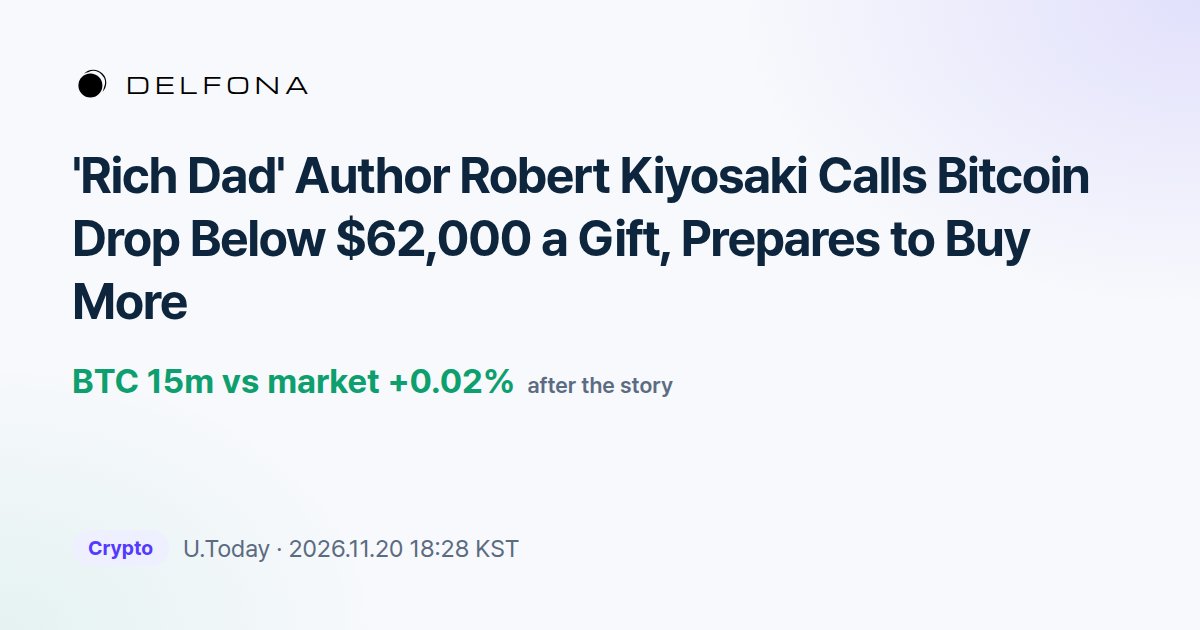 DELFONA
'Rich Dad' Author Robert Kiyosaki Calls Bitcoin
Drop Below $62,000 a Gift, Prepares to Buy
More
BTC 15m vs market +0.02% after the story
Crypto U.Today · 2026.11.20 18:28 KST